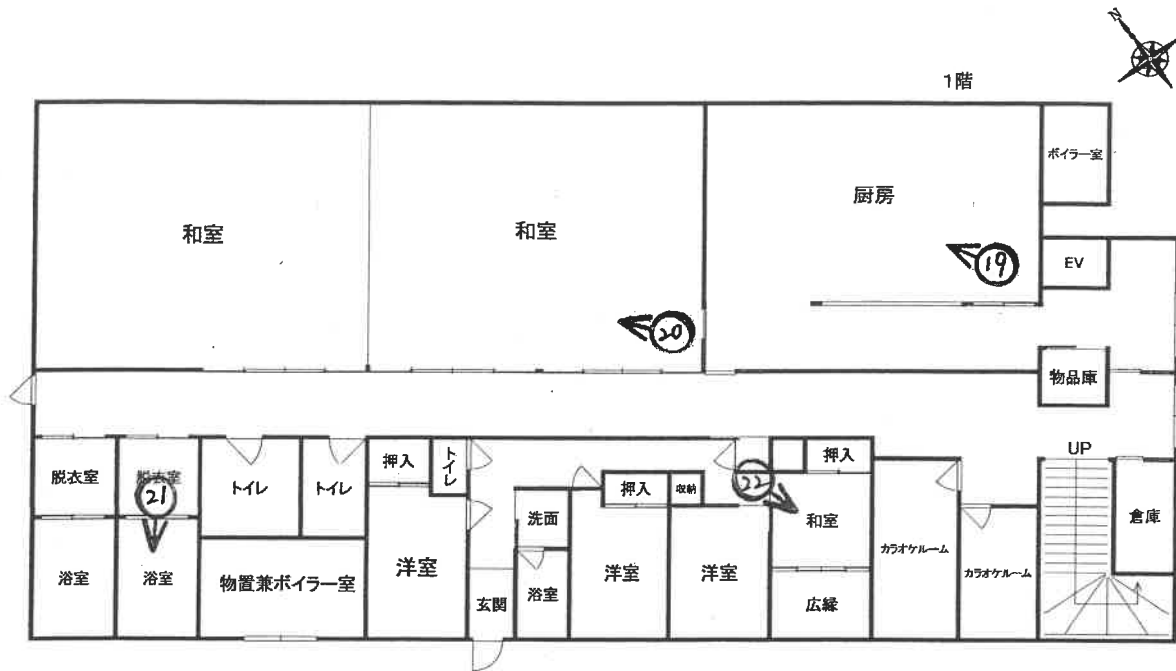 N
1階
ボイラー室
厨房
和室
和室
19
EV
20
物品庫
UP
押入
トイレ
押入
脱衣室
脱衣室
トイレ
トイレ
押入
収納
22
21
洗面
和室
倉庫
カラオケルーム
洋室
洋室
洋室
カラオケルーム
浴室
浴室
物置兼ボイラー室
玄関
浴室
広縁